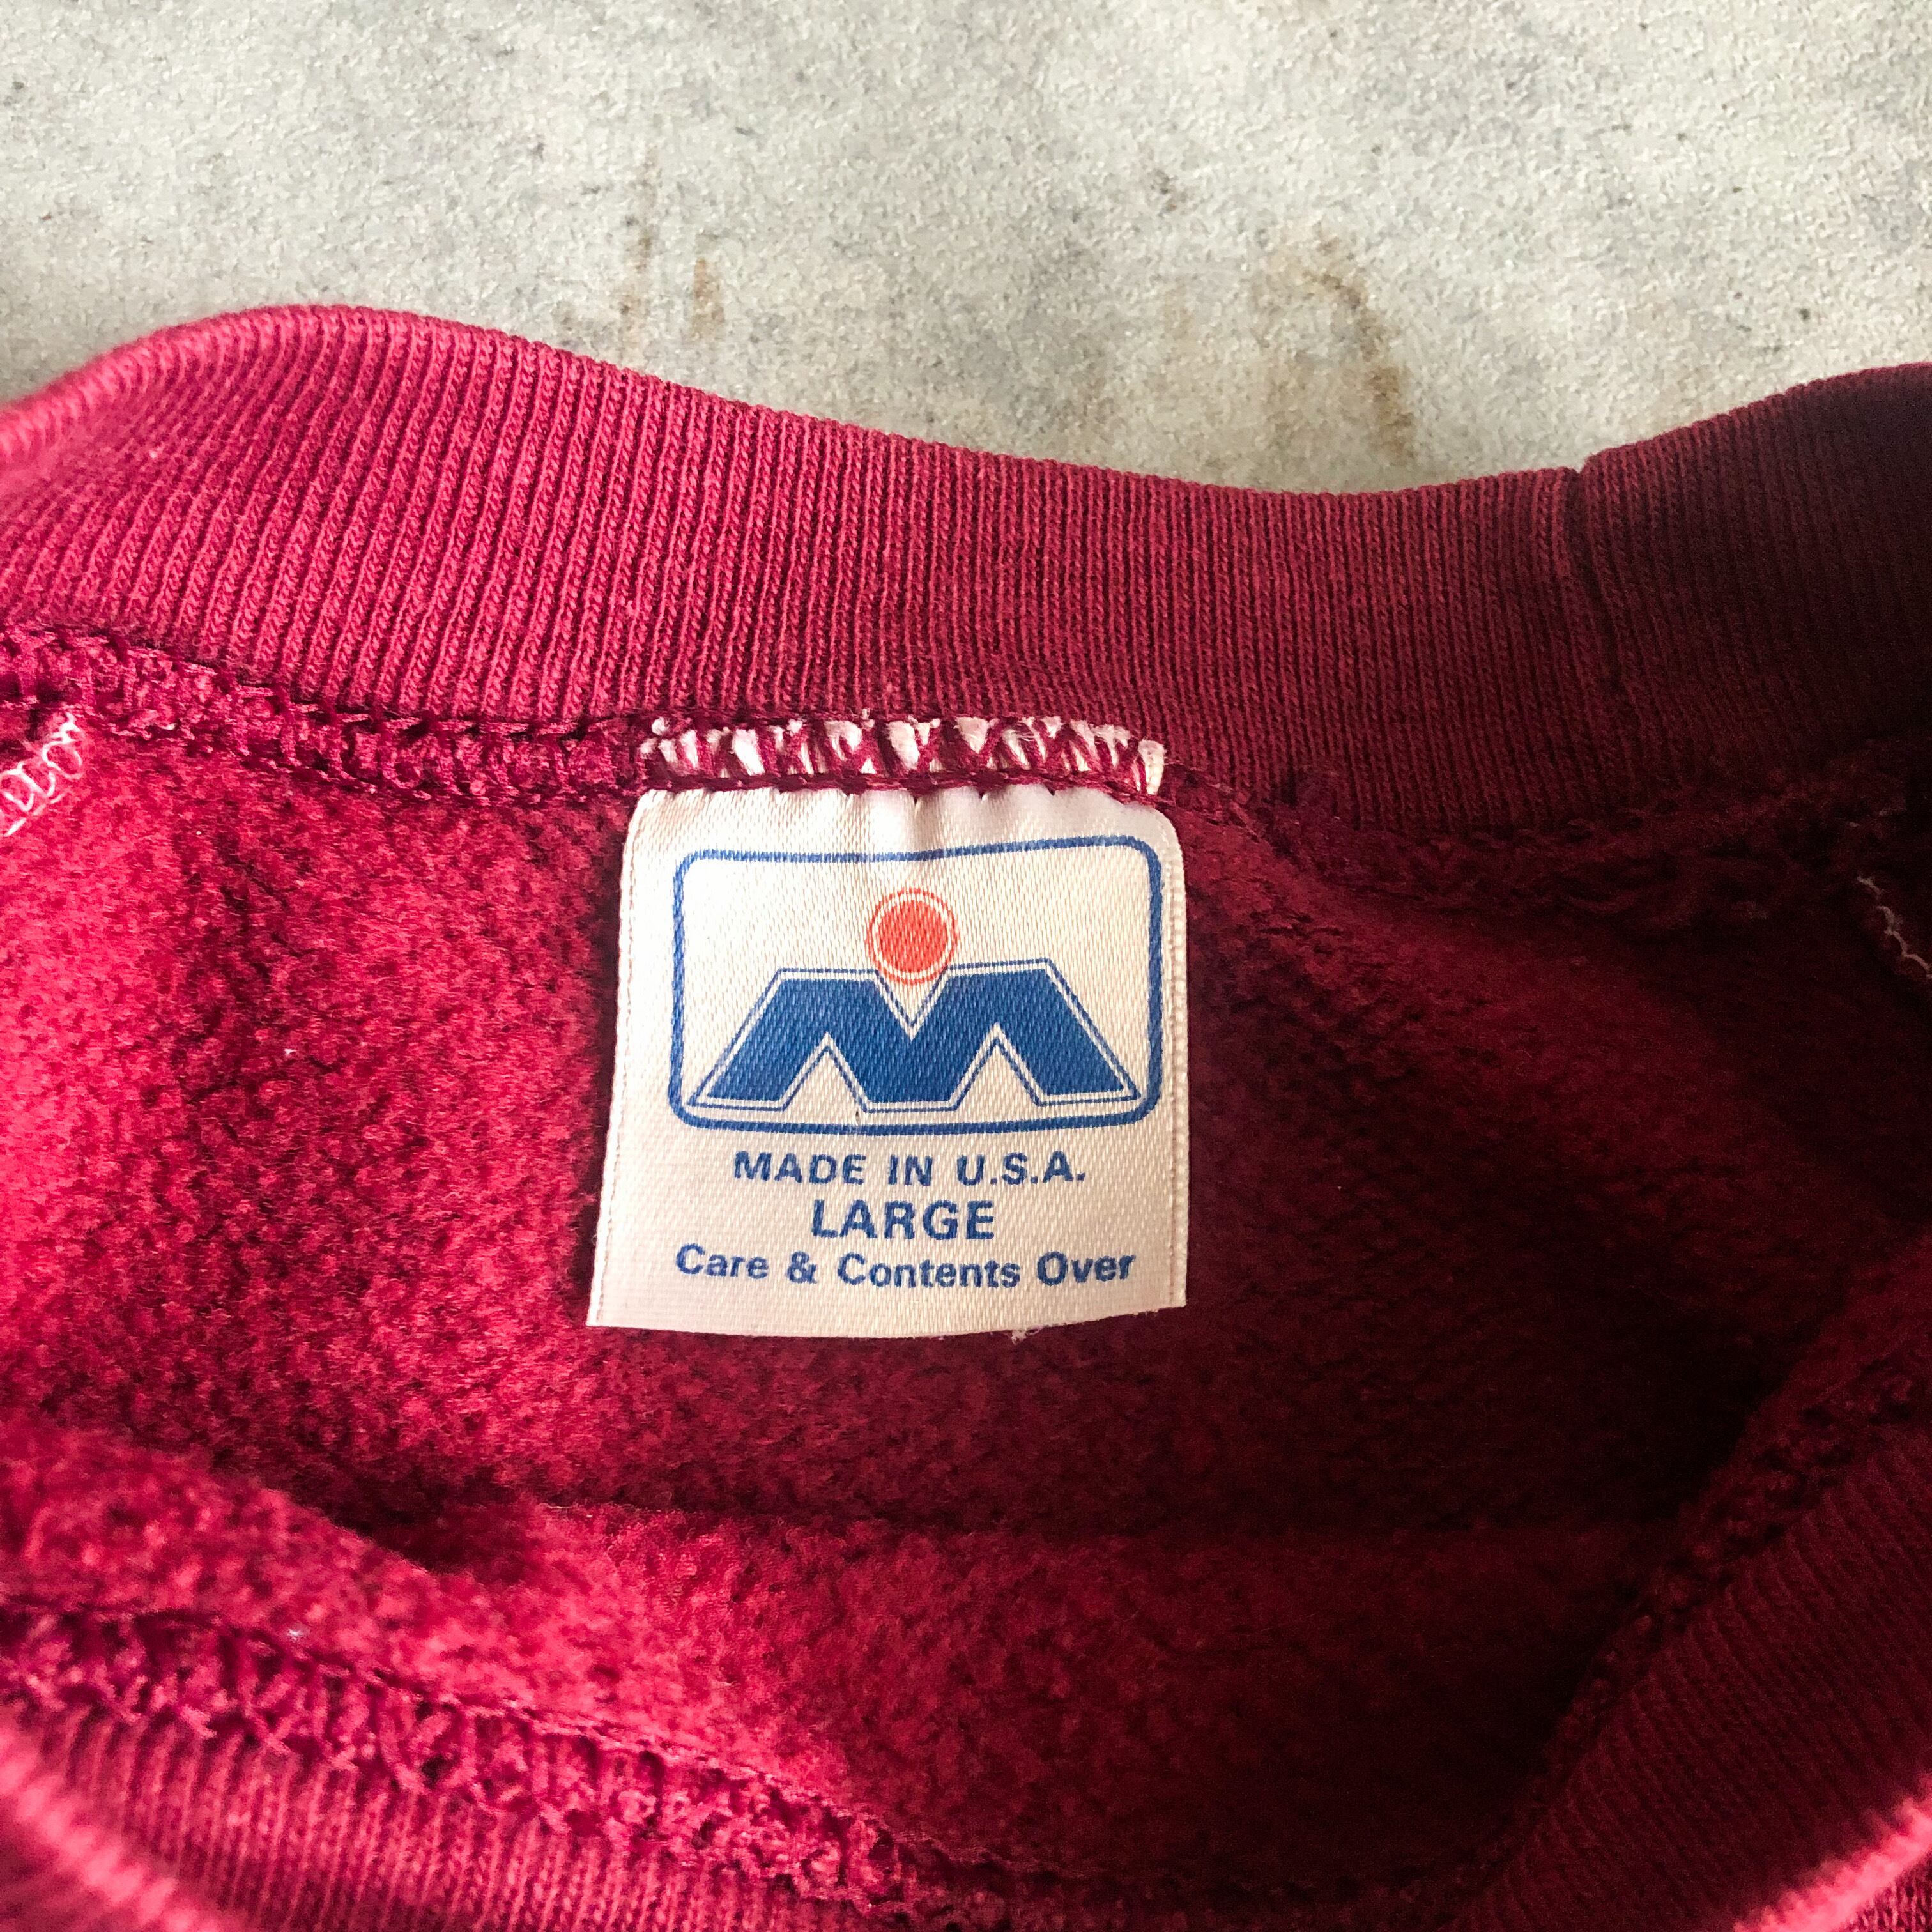 MADE IN U.S.A.
LARGE
Care & Contents Over